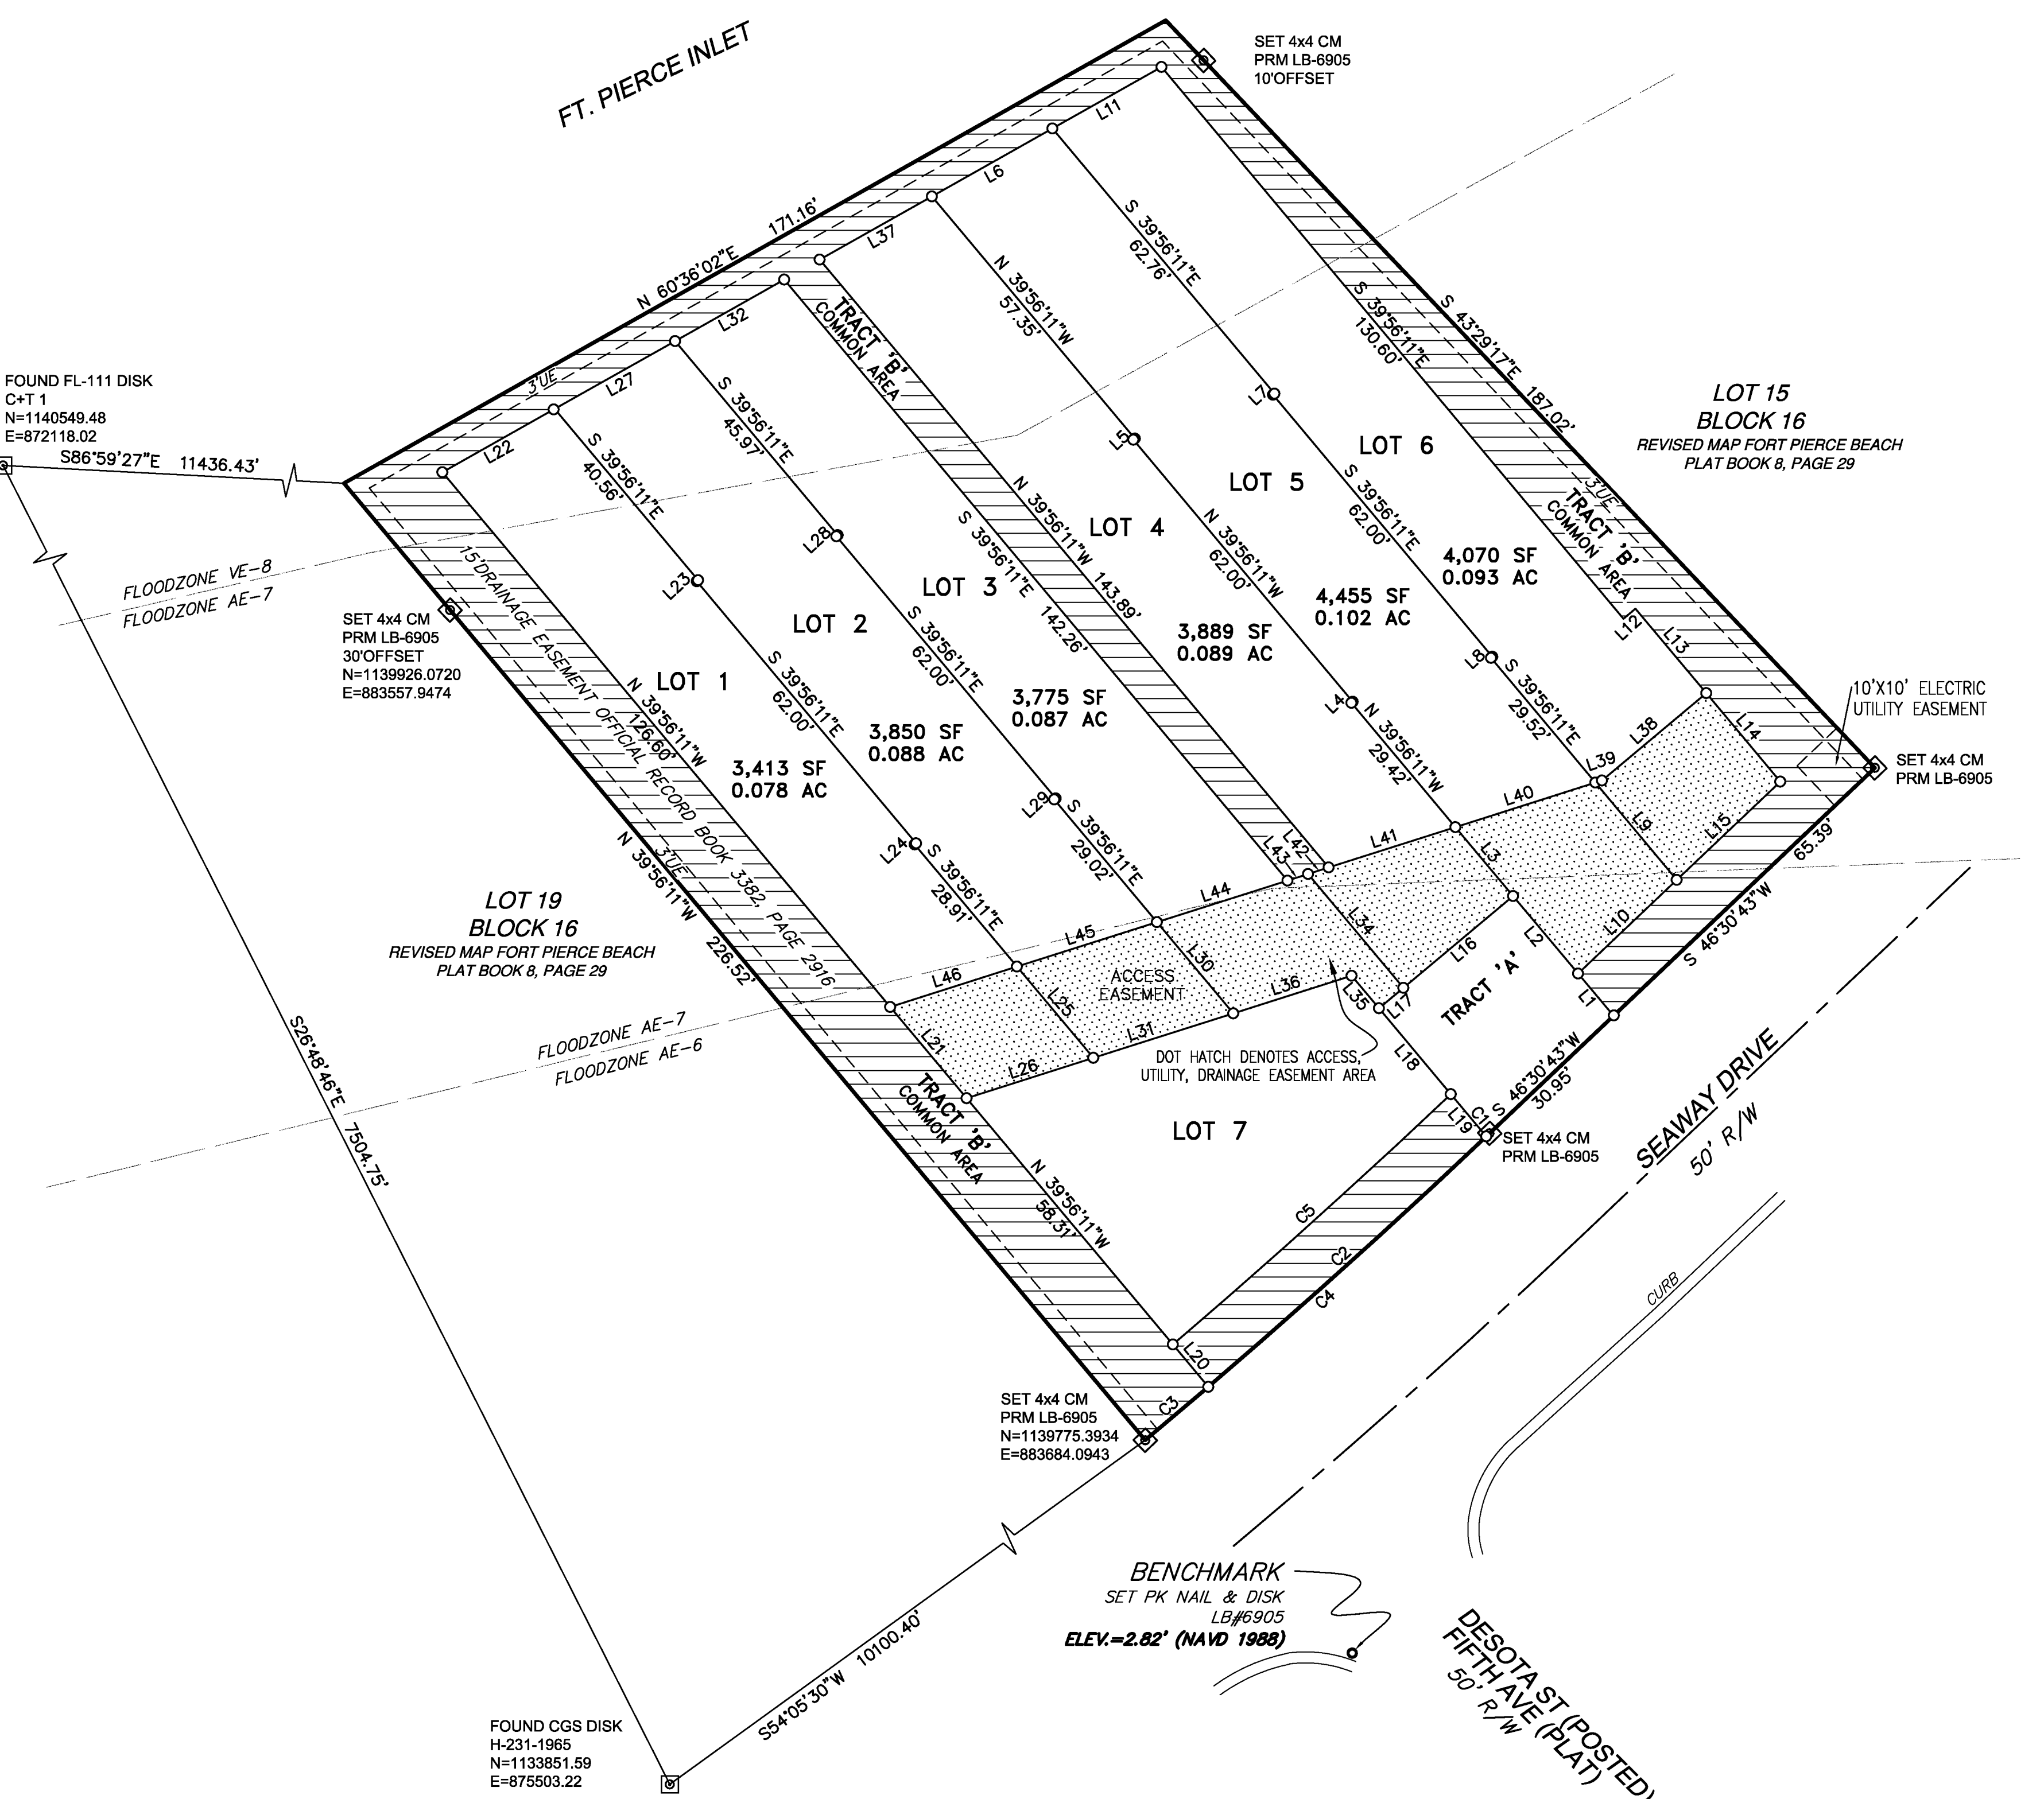 FT. PIERCE INLET
SET 4x4 CM
PRM LB-6905
10'OFFSET
L11
L6
L37
L32
L27
L22
N 60°36'02"E 171.16'
3'UE
FOUND FL-111 DISK
C+T 1
N=1140549.48
E=872118.02
S86°59'27"E 11436.43'
S 39°56'11"E
62.76'
N 39°56'11"W
57.35'
S 39°56'11"E
45.97'
S 39°56'11"E
40.56'
TRACT 'B'
COMMON AREA
S 39°56'11"E
130.60'
S 43°29'17"E 187.02'
LOT 15
BLOCK 16
REVISED MAP FORT PIERCE BEACH
PLAT BOOK 8, PAGE 29
L7
L5
L28
L23
LOT 6
LOT 5
LOT 4
LOT 3
LOT 2
LOT 1
S 39°56'11"E
62.00'
N 39°56'11"W
62.00'
N 39°56'11"W 143.89'
S 39°56'11"E 142.26'
S 39°56'11"E
62.00'
S 39°56'11"E
62.00'
4,070 SF
0.093 AC
4,455 SF
0.102 AC
3,889 SF
0.089 AC
3,775 SF
0.087 AC
3,850 SF
0.088 AC
3,413 SF
0.078 AC
3'UE
TRACT 'B'
COMMON AREA
L12
L13
FLOODZONE VE-8
FLOODZONE AE-7
SET 4x4 CM
PRM LB-6905
30'OFFSET
N=1139926.0720
E=883557.9474
15'DRAINAGE EASEMENT OFFICIAL RECORD BOOK 3382, PAGE 2916
N 39°56'11"W
126.60'
3'UE
N 39°56'11"W 226.52'
L8
S 39°56'11"E
29.52'
L4
N 39°56'11"W
29.42'
L29
S 39°56'11"E
29.02'
L24
S 39°56'11"E
28.91'
L38
L39
L40
L41
L42
L43
L44
L45
L46
L14
10'X10' ELECTRIC
UTILITY EASEMENT
SET 4x4 CM
PRM LB-6905
L15
L9
L3
L10
L34
L16
L2
L1
L30
L25
L21
L36
L35
L17
L31
L26
L18
L19
ACCESS
EASEMENT
DOT HATCH DENOTES ACCESS,
UTILITY, DRAINAGE EASEMENT AREA
TRACT 'A'
65.39'
S 46°30'43"W
S 46°30'43"W
30.95'
C1
SET 4x4 CM
PRM LB-6905
LOT 19
BLOCK 16
REVISED MAP FORT PIERCE BEACH
PLAT BOOK 8, PAGE 29
FLOODZONE AE-7
FLOODZONE AE-6
S26°48'46"E 7504.75'
TRACT 'B'
COMMON AREA
LOT 7
N 39°56'11"W
58.31'
C5
C2
C4
L20
C3
SEAWAY DRIVE
50' R/W
CURB
SET 4x4 CM
PRM LB-6905
N=1139775.3934
E=883684.0943
S54°05'30"W 10100.40'
BENCHMARK
SET PK NAIL & DISK
LB#6905
ELEV.=2.82' (NAVD 1988)
DESOTA ST (POSTED)
FIFTH AVE (PLAT)
50' R/W
FOUND CGS DISK
H-231-1965
N=1133851.59
E=875503.22